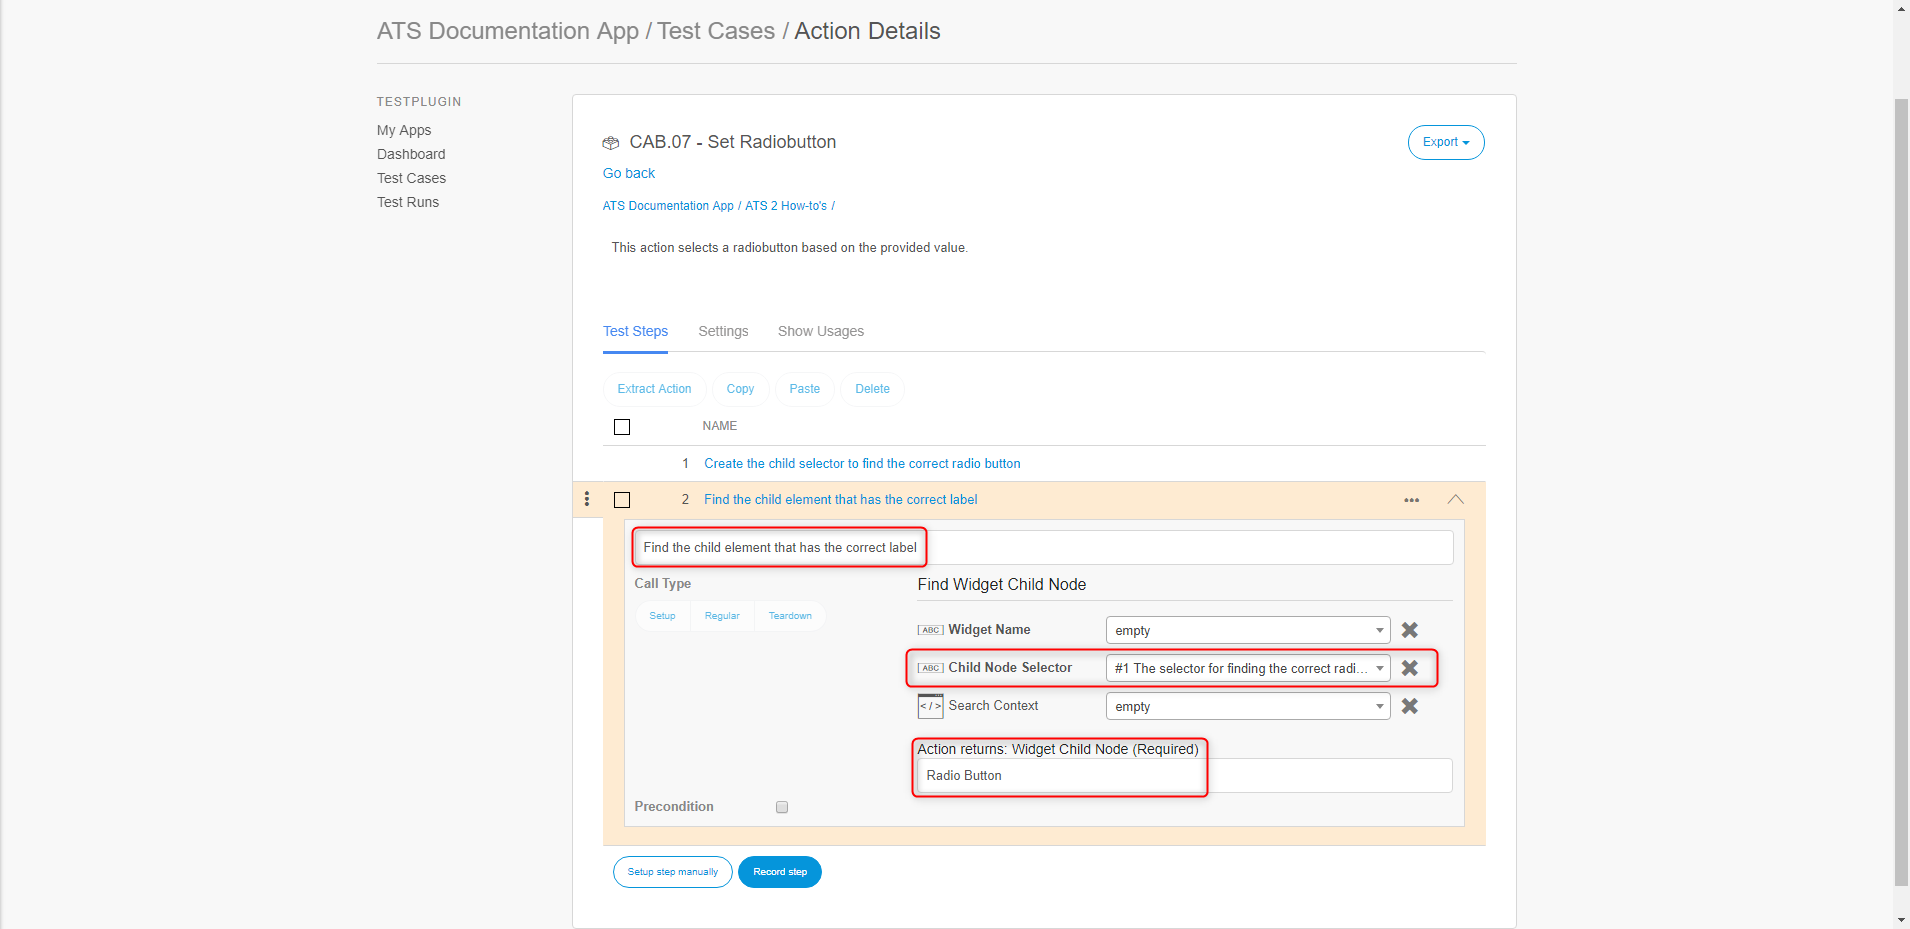 ATS Documentation App / Test Cases / Action Details
TESTPLUGIN
My Apps
Dashboard
Test Cases
Test Runs
CAB.07 - Set Radiobutton
Export
Go back
ATS Documentation App / ATS 2 How-to's /
This action selects a radiobutton based on the provided value.
Test Steps Settings Show Usages
Extract Action Copy Paste Delete
NAME
1 Create the child selector to find the correct radio button
2 Find the child element that has the correct label
Find the child element that has the correct label
Call Type
Setup Regular Teardown
Find Widget Child Node
ABC Widget Name empty
ABC Child Node Selector #1 The selector for finding the correct radi...
</> Search Context empty
Action returns: Widget Child Node (Required)
Radio Button
Precondition
Setup step manually Record step